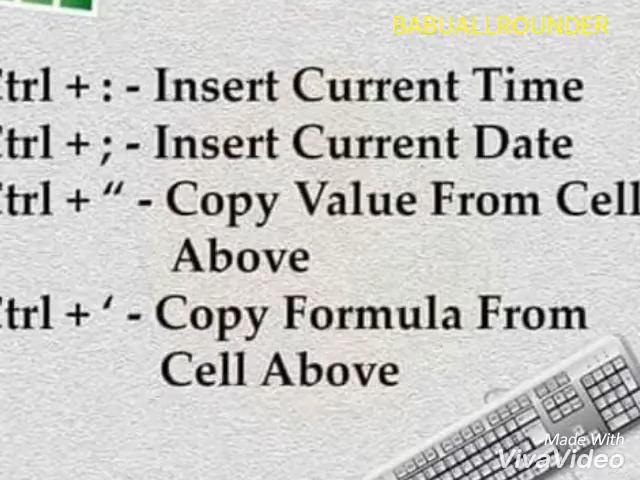 BABUALLROUNDER
trl + : - Insert Current Time
trl + ; - Insert Current Date
trl + “ - Copy Value From Cell
Above
trl + ‘ - Copy Formula From
Cell Above
Made With
VivaVideo